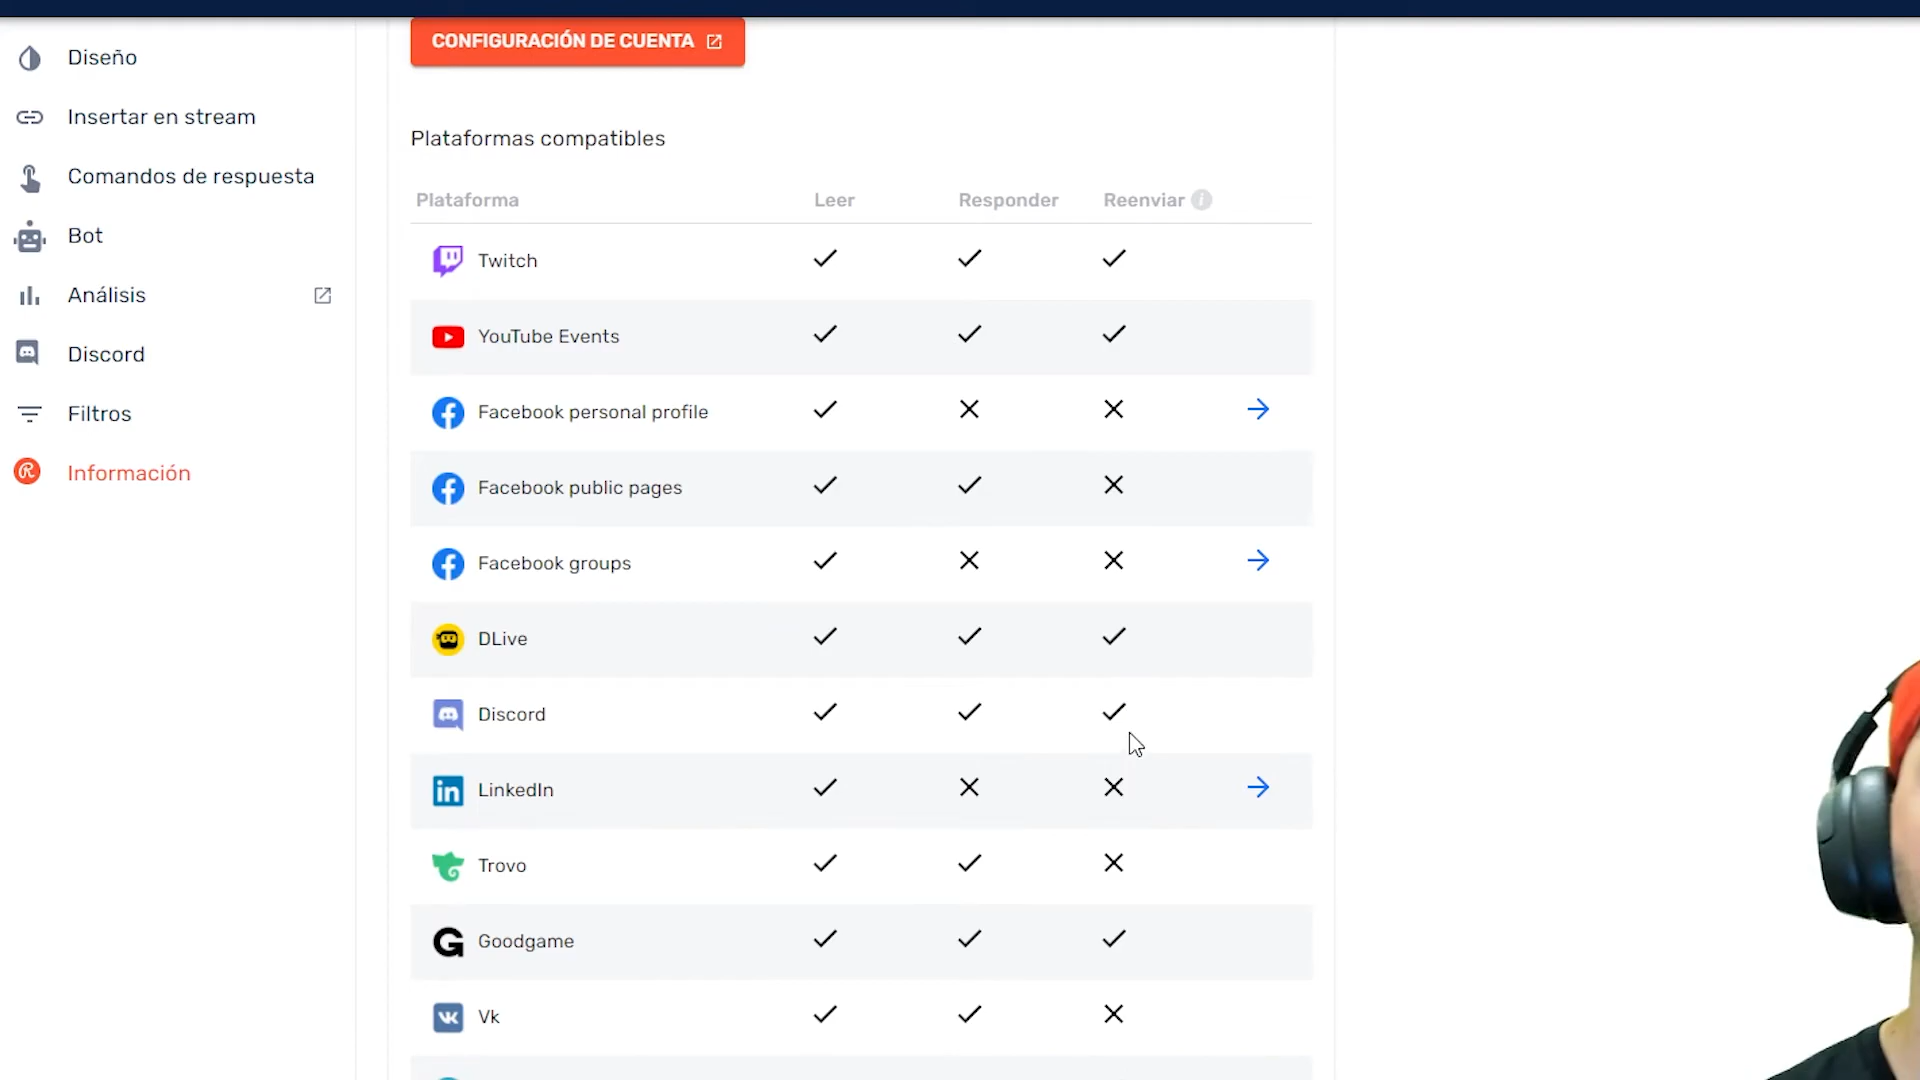 CONFIGURACIÓN DE CUENTA
Diseño
Insertar en stream
Comandos de respuesta
Bot
Análisis
Discord
Filtros
Información
Plataformas compatibles
Plataforma Leer Responder Reenviar
Twitch
YouTube Events
Facebook personal profile
Facebook public pages
Facebook groups
DLive
Discord
LinkedIn
Trovo
Goodgame
Vk